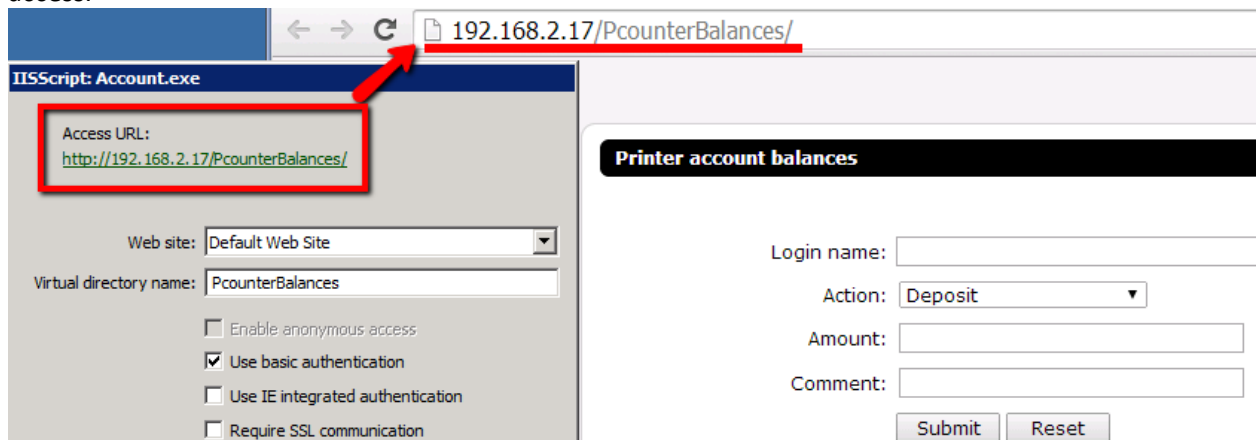 192.168.2.17/PcounterBalances/
IISScript: Account.exe
Access URL:
http://192.168.2.17/PcounterBalances/
Web site: Default Web Site
Virtual directory name: PcounterBalances
Enable anonymous access
Use basic authentication
Use IE integrated authentication
Require SSL communication
Printer account balances
Login name:
Action: Deposit
Amount:
Comment:
Submit Reset